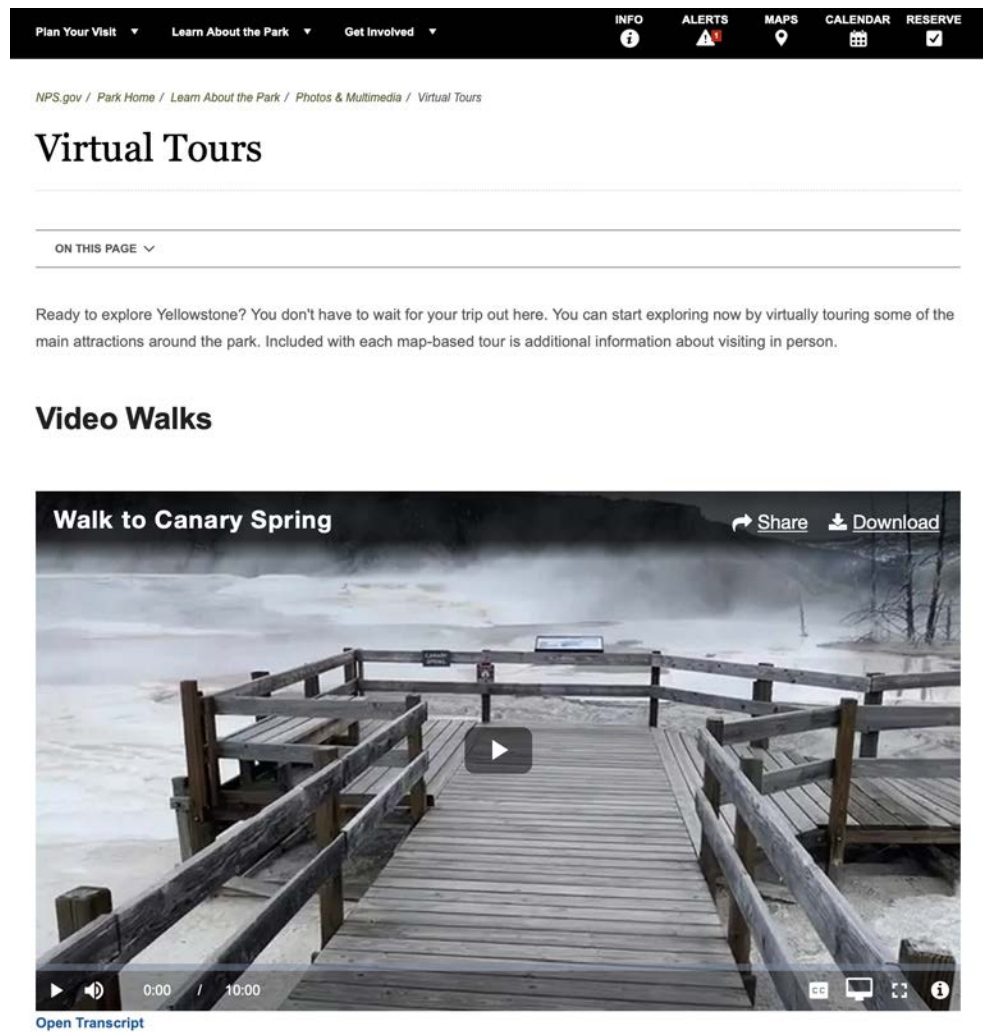 Plan Your Visit Learn About the Park Get Involved INFO ALERTS 1 MAPS CALENDAR RESERVE
NPS.gov / Park Home / Learn About the Park / Photos & Multimedia / Virtual Tours
Virtual Tours
ON THIS PAGE
Ready to explore Yellowstone? You don't have to wait for your trip out here. You can start exploring now by virtually touring some of the
main attractions around the park. Included with each map-based tour is additional information about visiting in person.
Video Walks
Walk to Canary Spring Share Download
CANARY
SPRING
0:00 / 10:00 CC
Open Transcript